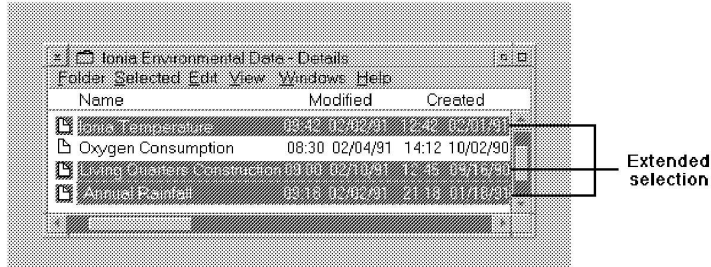 Ionia Environmental Data - Details
Folder Selected Edit View Windows Help
Name Modified Created
Ionia Temperature 09:42 02/02/91 12:42 02/01/91
Oxygen Consumption 08:30 02/04/91 14:12 10/02/90
Living Quarters Construction 09:00 02/10/91 12:46 09/16/90
Annual Rainfall 09:18 02/02/91 21:18 01/18/91
Extended
selection